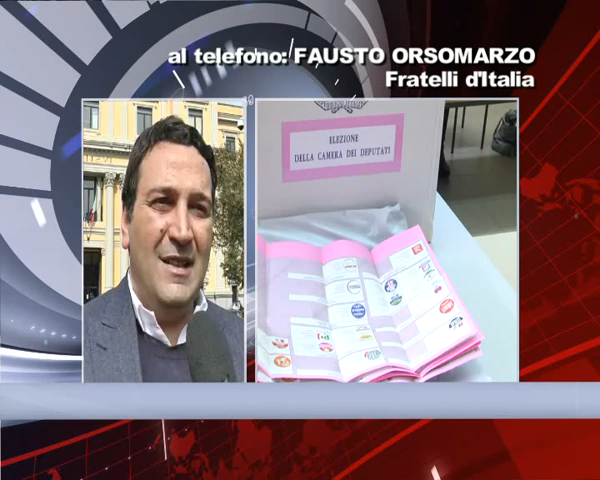 al telefono: FAUSTO ORSOMARZO
Fratelli d'Italia
ELEZIONE
DELLA CAMERA DEI DEPUTATI